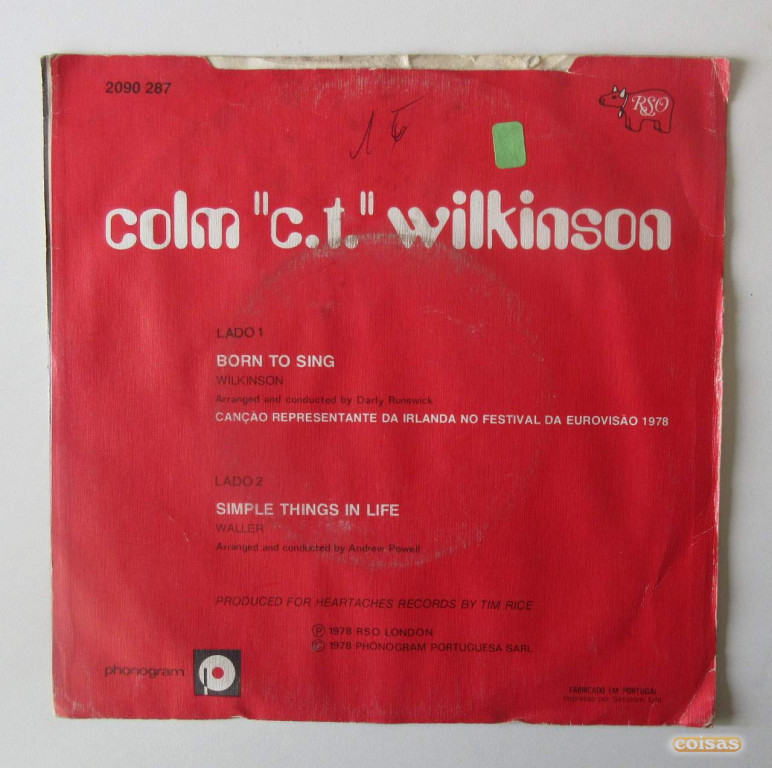 2090 287
RSO
colm "c.t." wilkinson
LADO 1
BORN TO SING
WILKINSON
Arranged and conducted by Darly Runswick
CANÇÃO REPRESENTANTE DA IRLANDA NO FESTIVAL DA EUROVISÃO 1978
LADO 2
SIMPLE THINGS IN LIFE
WALLER
Arranged and conducted by Andrew Powell
PRODUCED FOR HEARTACHES RECORDS BY TIM RICE
Ⓟ 1978 RSO LONDON
© 1978 PHONOGRAM PORTUGUESA SARL
phonogram
FABRICADO EM PORTUGAL
coisas